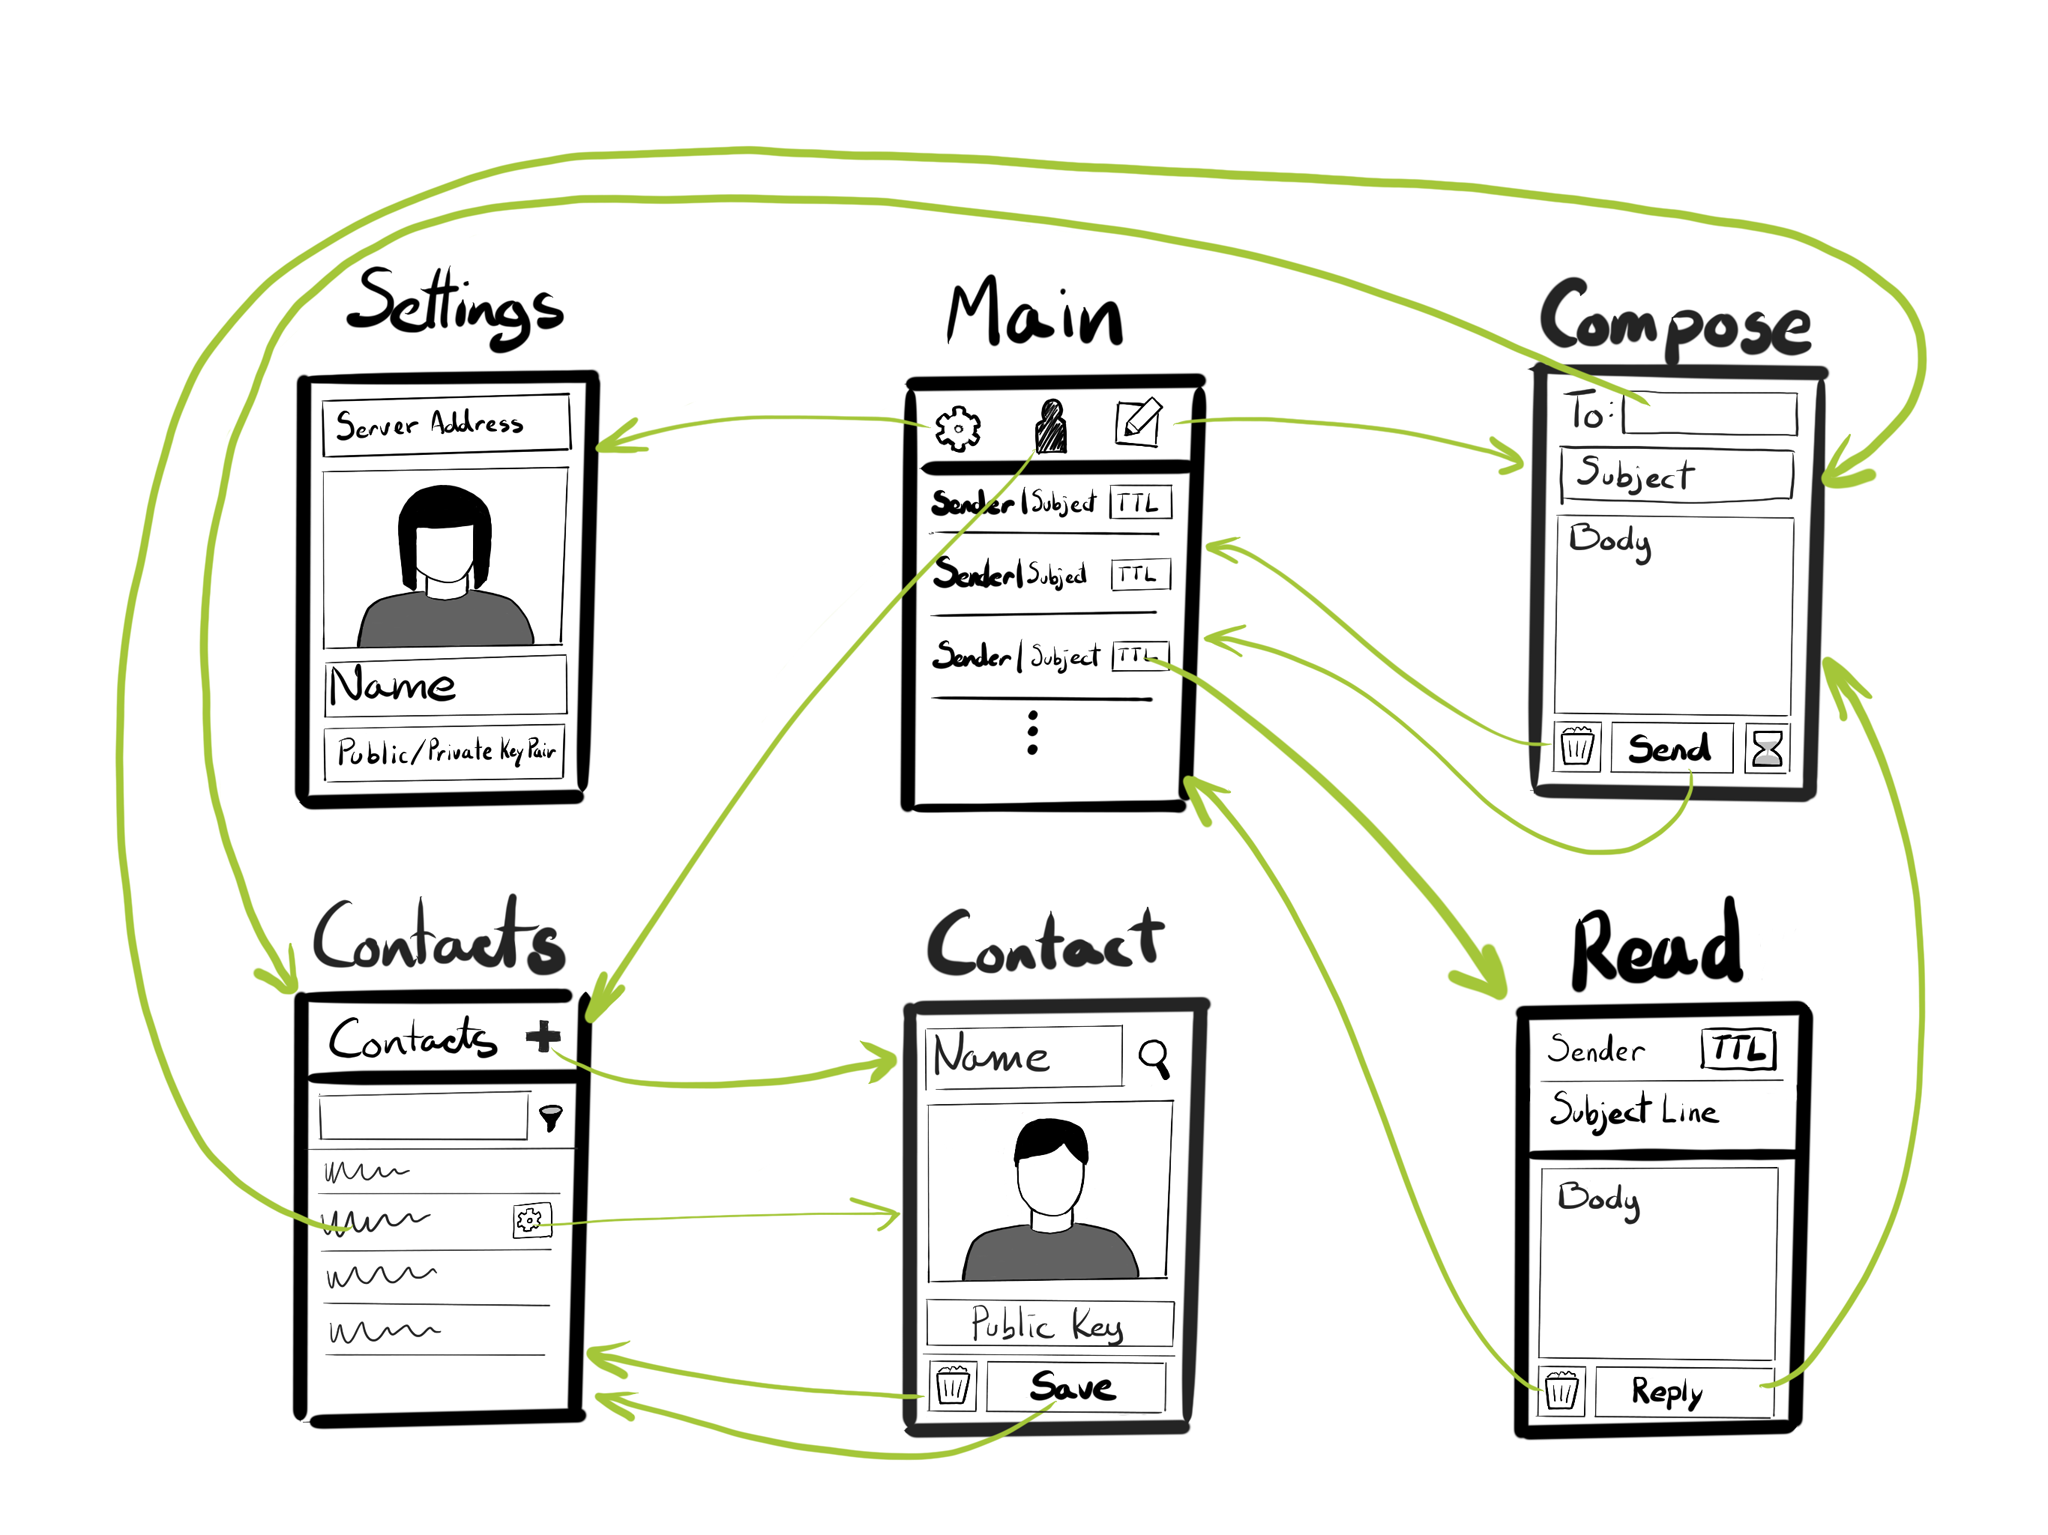 Settings
Server Address
Name
Public/Private Key Pair
Main
Sender | Subject TTL
Sender | Subject TTL
Sender | Subject TTL
Compose
To:
Subject
Body
Send
Contacts
Contacts +
Contact
Name
Public Key
Save
Read
Sender TTL
Subject Line
Body
Reply